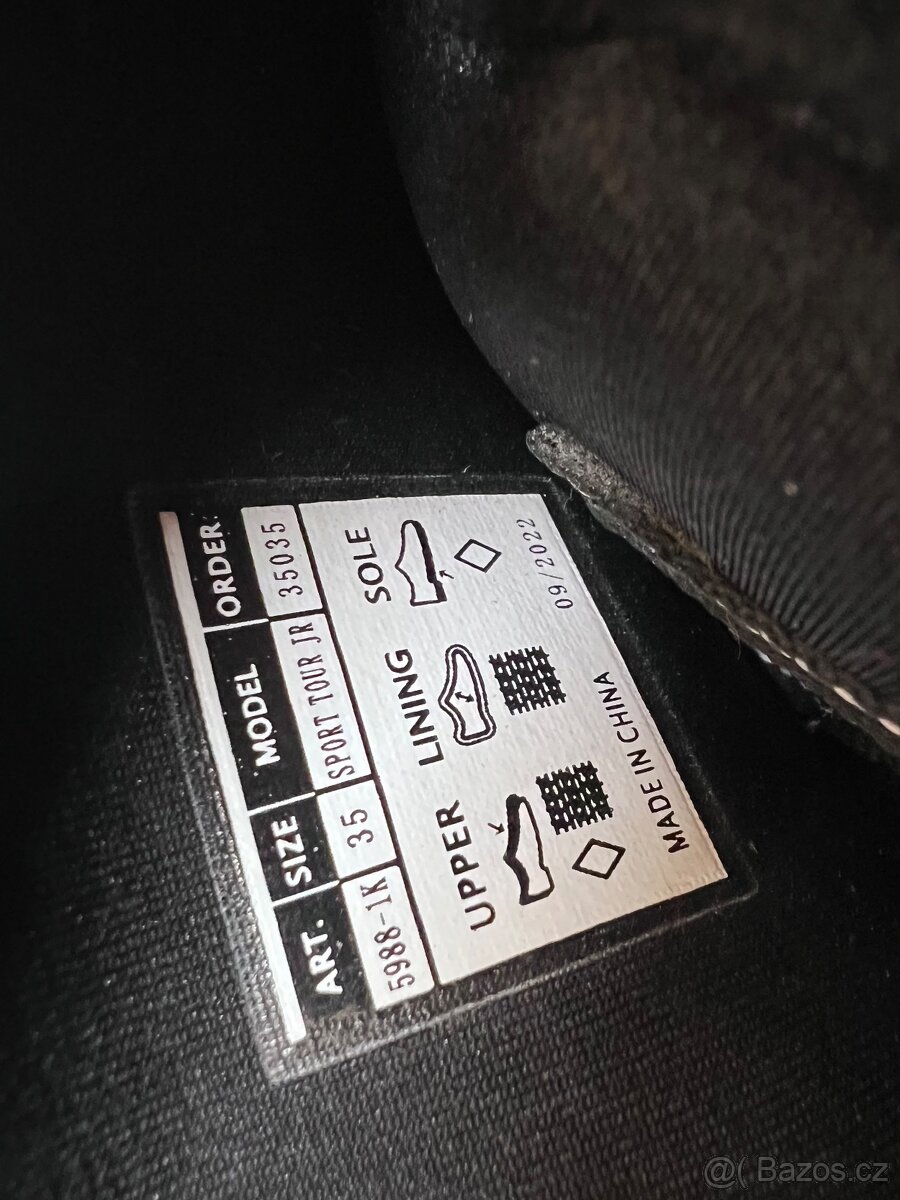 ART. SIZE MODEL ORDER:
5988-1K 35 SPORT TOUR JR 35035
UPPER LINING SOLE
MADE IN CHINA 09/2022
@( Bazos.cz